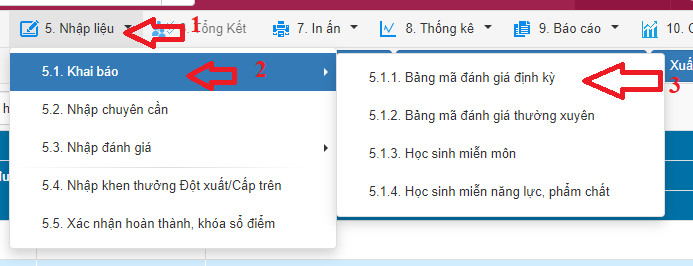 5. Nhập liệu
1
Tổng Kết
7. In ấn
8. Thống kê
9. Báo cáo
10.
5.1. Khai báo
2
5.1.1. Bảng mã đánh giá định kỳ
3
Xuấ
5.2. Nhập chuyên cần
5.1.2. Bảng mã đánh giá thường xuyên
5.3. Nhập đánh giá
5.1.3. Học sinh miễn môn
5.4. Nhập khen thưởng Đột xuất/Cấp trên
5.1.4. Học sinh miễn năng lực, phẩm chất
5.5. Xác nhận hoàn thành, khóa sổ điểm